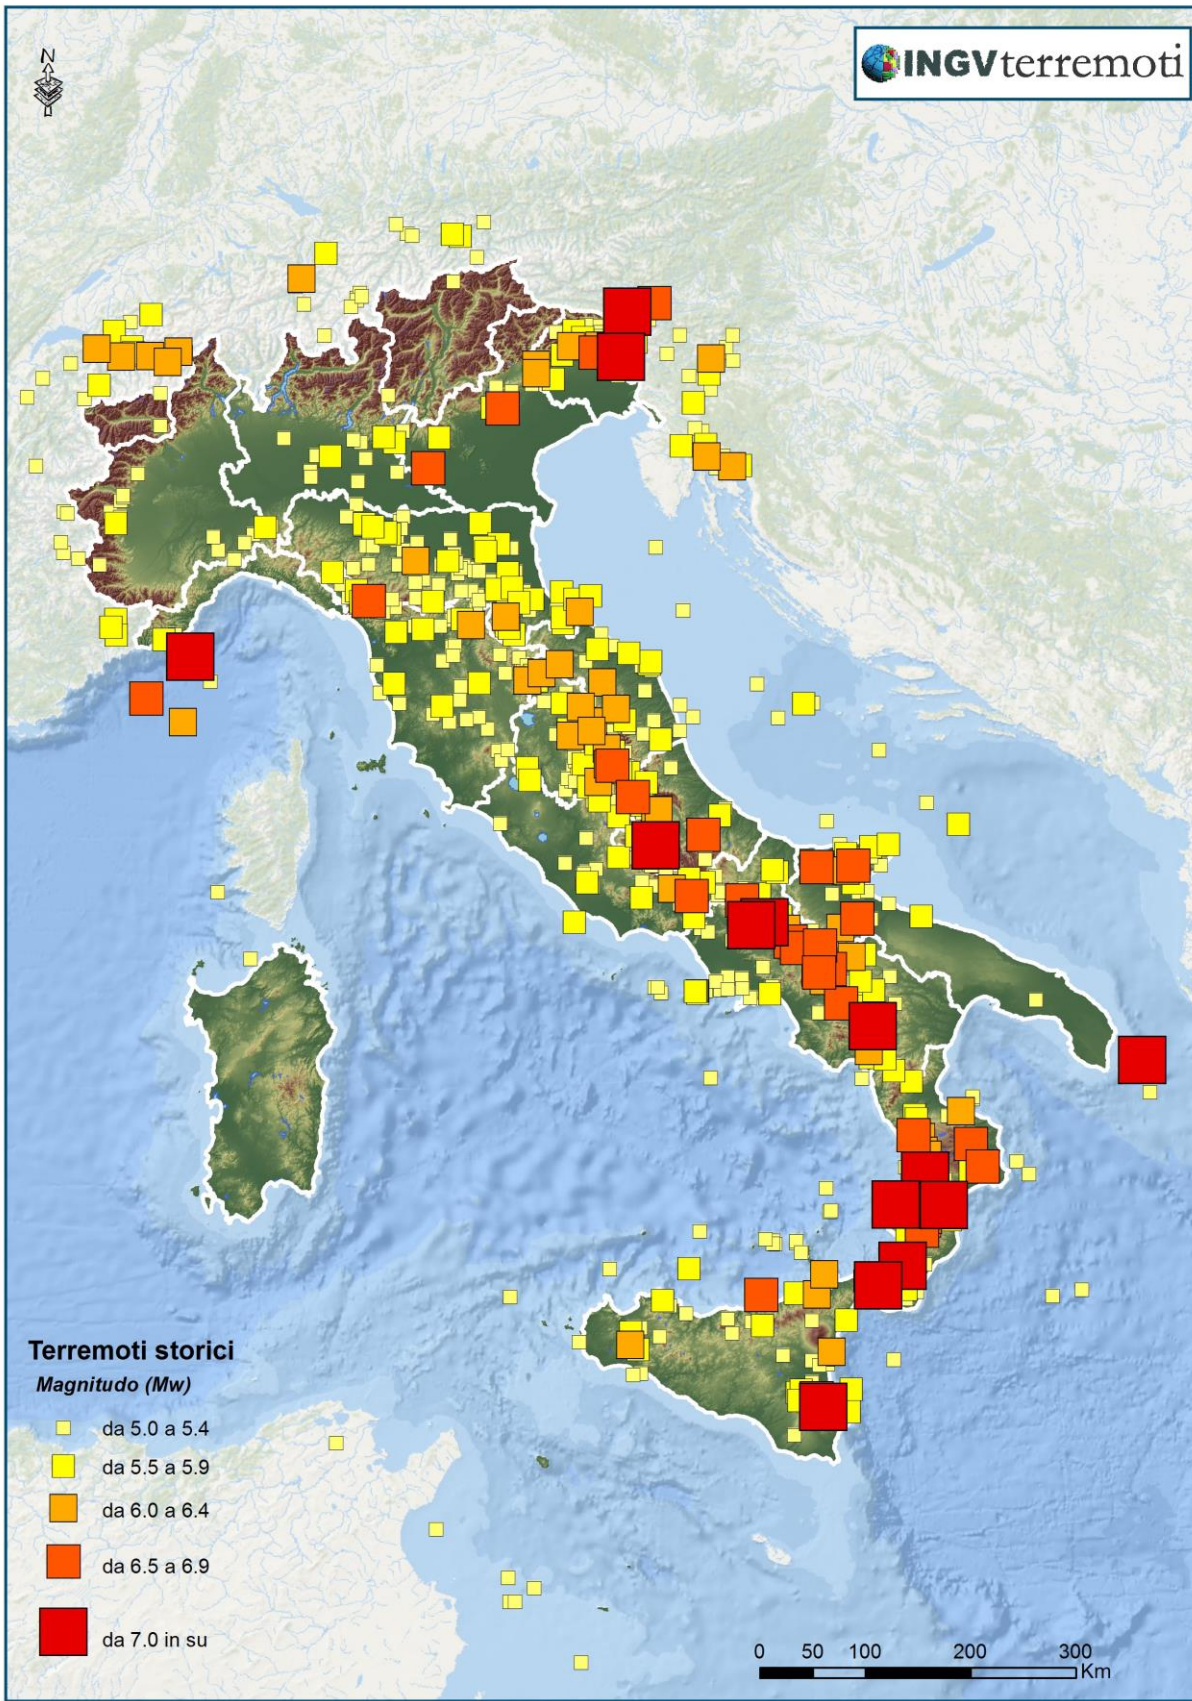 N
INGVterremoti
Terremoti storici
Magnitudo (Mw)
da 5.0 a 5.4
da 5.5 a 5.9
da 6.0 a 6.4
da 6.5 a 6.9
da 7.0 in su
0 50 100 200 300
Km